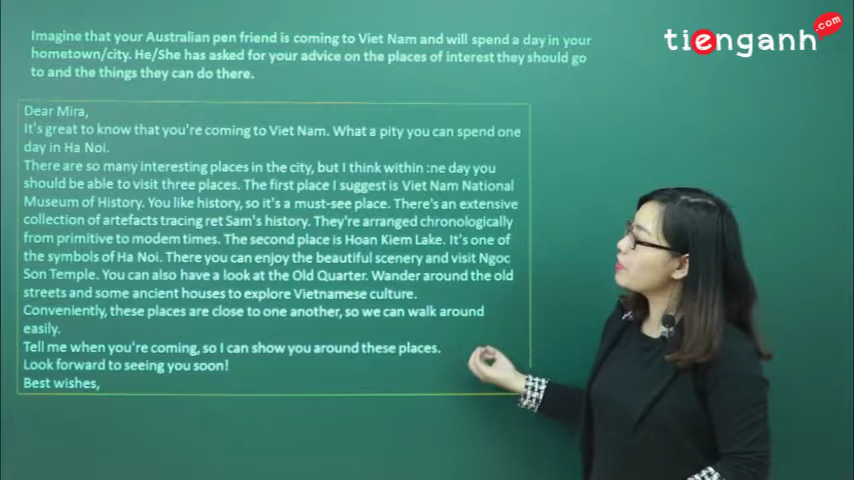 Imagine that your Australian pen friend is coming to Viet Nam and will spend a day in your
hometown/city. He/She has asked for your advice on the places of interest they should go
to and the things they can do there.
tienganh.com
Dear Mira,
It's great to know that you're coming to Viet Nam. What a pity you can spend one
day in Ha Noi.
There are so many interesting places in the city, but I think within :ne day you
should be able to visit three places. The first place I suggest is Viet Nam National
Museum of History. You like history, so it's a must-see place. There's an extensive
collection of artefacts tracing ret Sam's history. They're arranged chronologically
from primitive to modem times. The second place is Hoan Kiem Lake. It's one of
the symbols of Ha Noi. There you can enjoy the beautiful scenery and visit Ngoc
Son Temple. You can also have a look at the Old Quarter. Wander around the old
streets and some ancient houses to explore Vietnamese culture.
Conveniently, these places are close to one another, so we can walk around
easily.
Tell me when you're coming, so I can show you around these places.
Look forward to seeing you soon!
Best wishes,